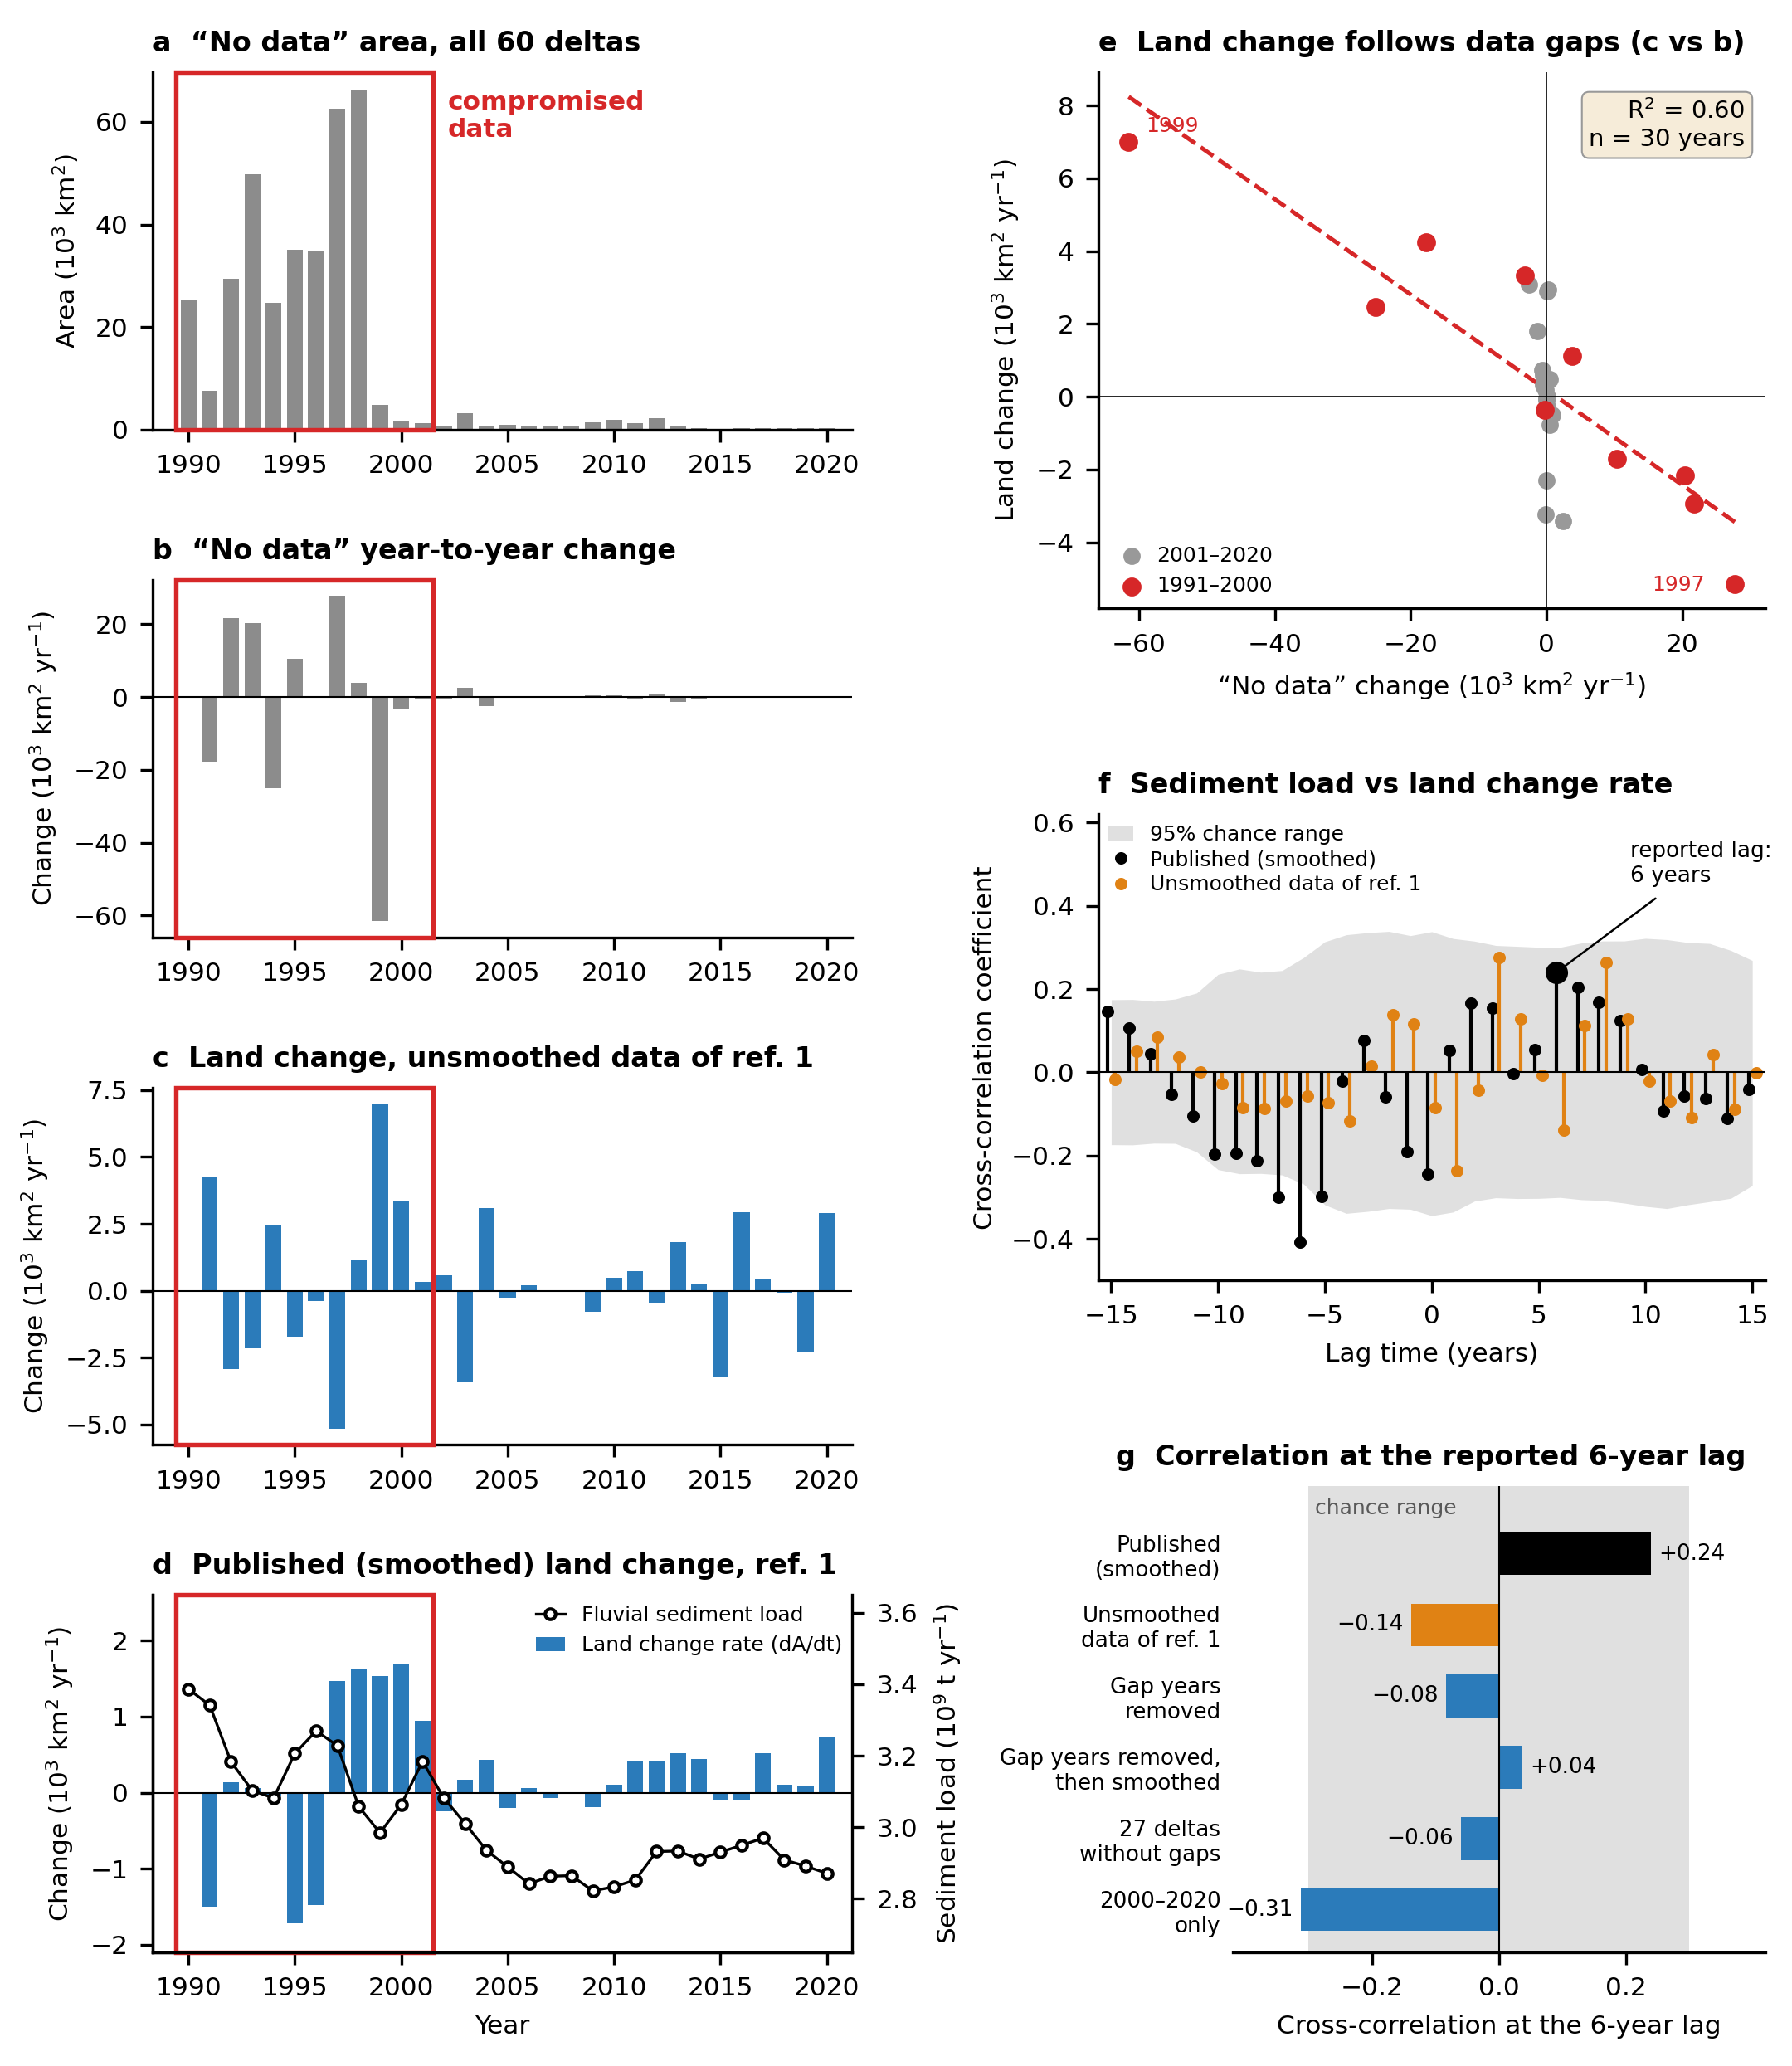 a “No data” area, all 60 deltas
compromised
data
Area (10³ km²)
60
40
20
0
1990 1995 2000 2005 2010 2015 2020
b “No data” year-to-year change
Change (10³ km² yr⁻¹)
20
0
−20
−40
−60
1990 1995 2000 2005 2010 2015 2020
c Land change, unsmoothed data of ref. 1
Change (10³ km² yr⁻¹)
7.5
5.0
2.5
0.0
−2.5
−5.0
1990 1995 2000 2005 2010 2015 2020
d Published (smoothed) land change, ref. 1
Fluvial sediment load
Land change rate (dA/dt)
Change (10³ km² yr⁻¹)
2
1
0
−1
−2
3.6
3.4
3.2
3.0
2.8
Sediment load (10⁹ t yr⁻¹)
1990 1995 2000 2005 2010 2015 2020
Year
e Land change follows data gaps (c vs b)
R² = 0.60
n = 30 years
1999
1997
Land change (10³ km² yr⁻¹)
8
6
4
2
0
−2
−4
2001–2020
1991–2000
−60 −40 −20 0 20
“No data” change (10³ km² yr⁻¹)
f Sediment load vs land change rate
95% chance range
Published (smoothed)
Unsmoothed data of ref. 1
reported lag:
6 years
Cross-correlation coefficient
0.6
0.4
0.2
0.0
−0.2
−0.4
−15 −10 −5 0 5 10 15
Lag time (years)
g Correlation at the reported 6-year lag
chance range
Published
(smoothed)
+0.24
Unsmoothed
data of ref. 1
−0.14
Gap years
removed
−0.08
Gap years removed,
then smoothed
+0.04
27 deltas
without gaps
−0.06
2000–2020
only
−0.31
−0.2 0.0 0.2
Cross-correlation at the 6-year lag